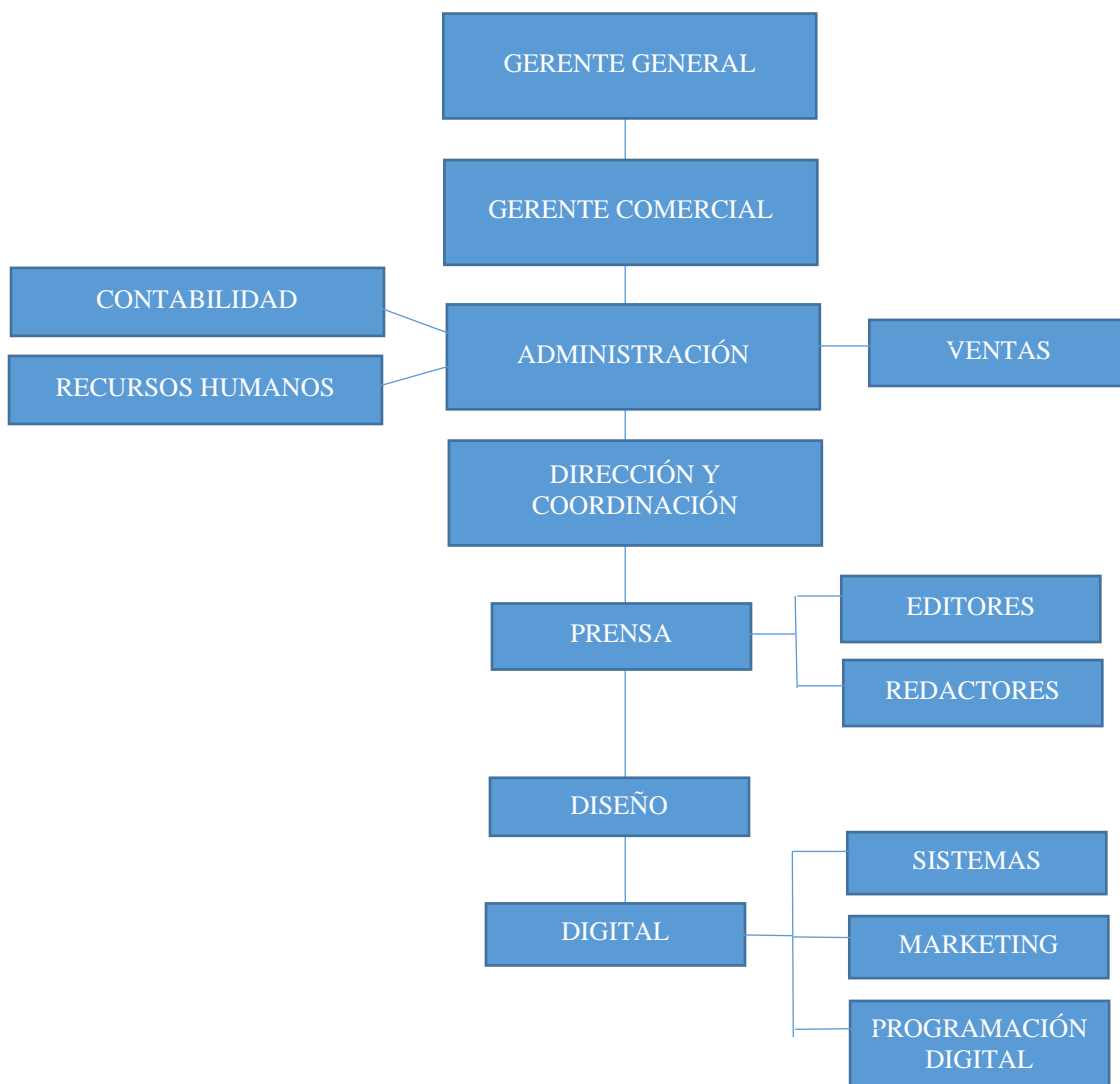 GERENTE GENERAL
GERENTE COMERCIAL
CONTABILIDAD
ADMINISTRACIÓN
VENTAS
RECURSOS HUMANOS
DIRECCIÓN Y
COORDINACIÓN
PRENSA
EDITORES
REDACTORES
DISEÑO
SISTEMAS
DIGITAL
MARKETING
PROGRAMACIÓN
DIGITAL